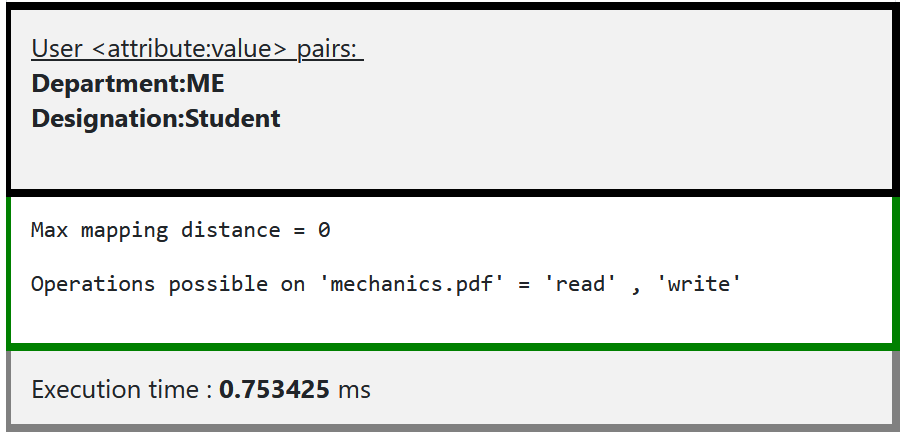 User <attribute:value> pairs:
Department:ME
Designation:Student
Max mapping distance = 0
Operations possible on 'mechanics.pdf' = 'read' , 'write'
Execution time : 0.753425 ms